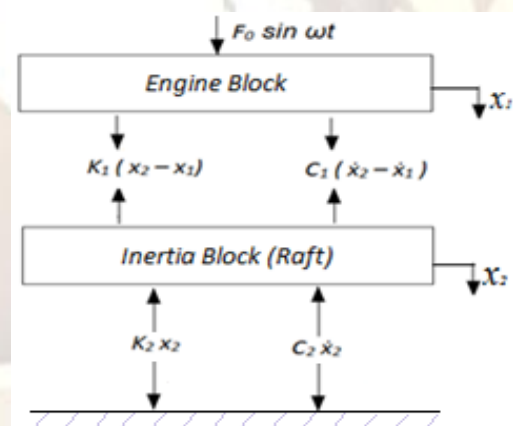 F₀ sin ωt
Engine Block
x₁
K₁ ( x₂ – x₁)
C₁ ( ẋ₂ – ẋ₁ )
Inertia Block (Raft)
x₂
K₂ x₂
C₂ ẋ₂